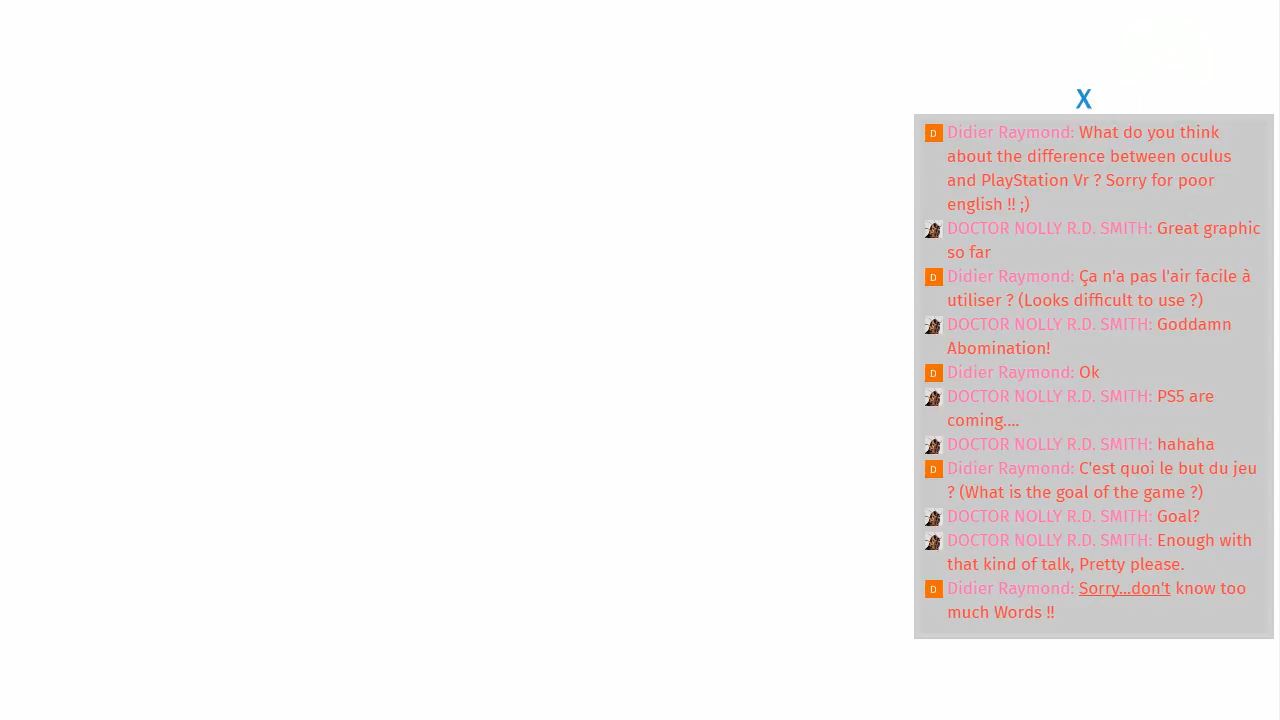 X
D Didier Raymond: What do you think
about the difference between oculus
and PlayStation Vr ? Sorry for poor
english !! ;)
DOCTOR NOLLY R.D. SMITH: Great graphic
so far
D Didier Raymond: Ça n'a pas l'air facile à
utiliser ? (Looks difficult to use ?)
DOCTOR NOLLY R.D. SMITH: Goddamn
Abomination!
D Didier Raymond: Ok
DOCTOR NOLLY R.D. SMITH: PS5 are
coming....
DOCTOR NOLLY R.D. SMITH: hahaha
D Didier Raymond: C'est quoi le but du jeu
? (What is the goal of the game ?)
DOCTOR NOLLY R.D. SMITH: Goal?
DOCTOR NOLLY R.D. SMITH: Enough with
that kind of talk, Pretty please.
D Didier Raymond: Sorry...don't know too
much Words !!